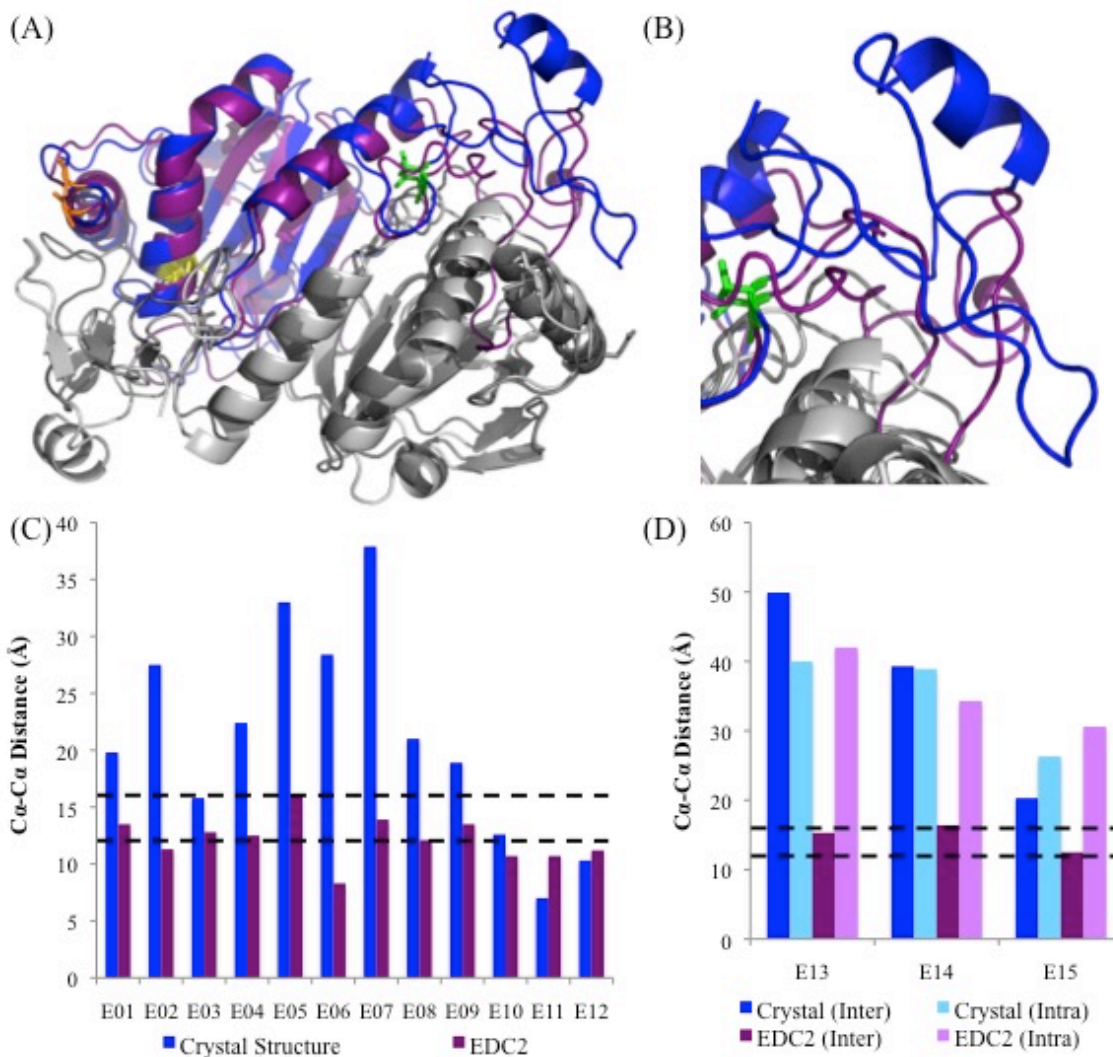 (A)
(B)
(C)
40
35
30
25
20
15
10
5
0
Cα-Cα Distance (Å)
E01 E02 E03 E04 E05 E06 E07 E08 E09 E10 E11 E12
Crystal Structure EDC2
(D)
60
50
40
30
20
10
0
Cα-Cα Distance (Å)
E13 E14 E15
Crystal (Inter) Crystal (Intra)
EDC2 (Inter) EDC2 (Intra)